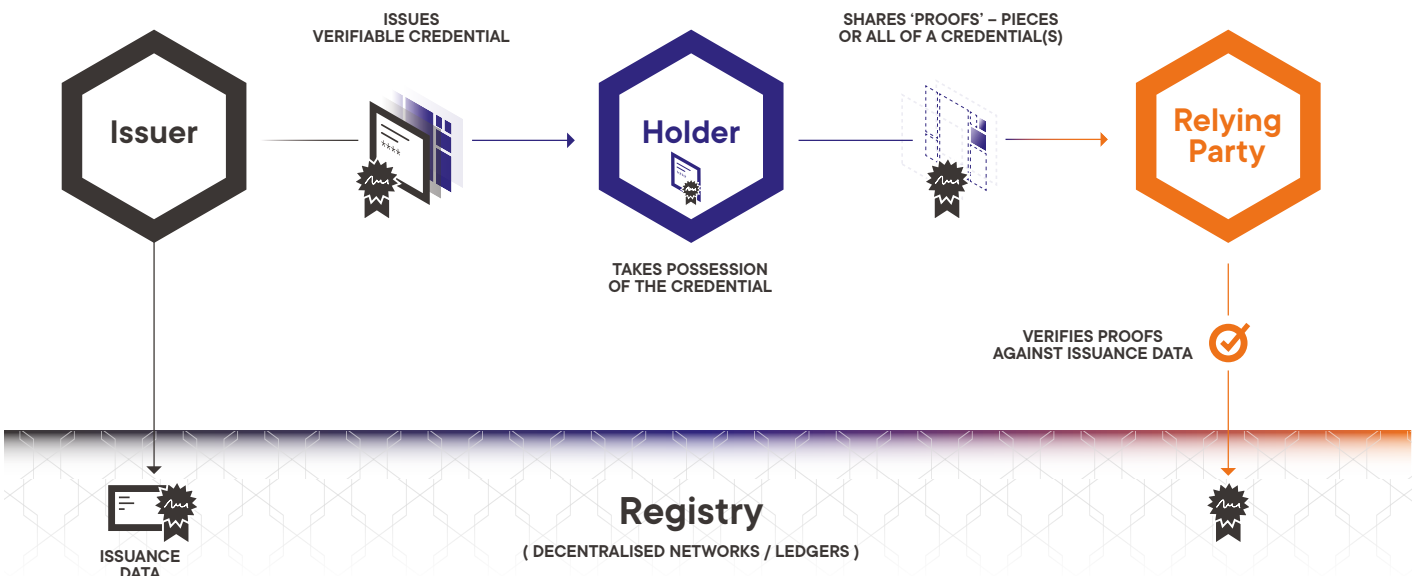 ISSUES
VERIFIABLE CREDENTIAL
SHARES ‘PROOFS’ – PIECES
OR ALL OF A CREDENTIAL(S)
Issuer
Holder
Relying
Party
TAKES POSSESSION
OF THE CREDENTIAL
VERIFIES PROOFS
AGAINST ISSUANCE DATA
Registry
( DECENTRALISED NETWORKS / LEDGERS )
ISSUANCE
DATA